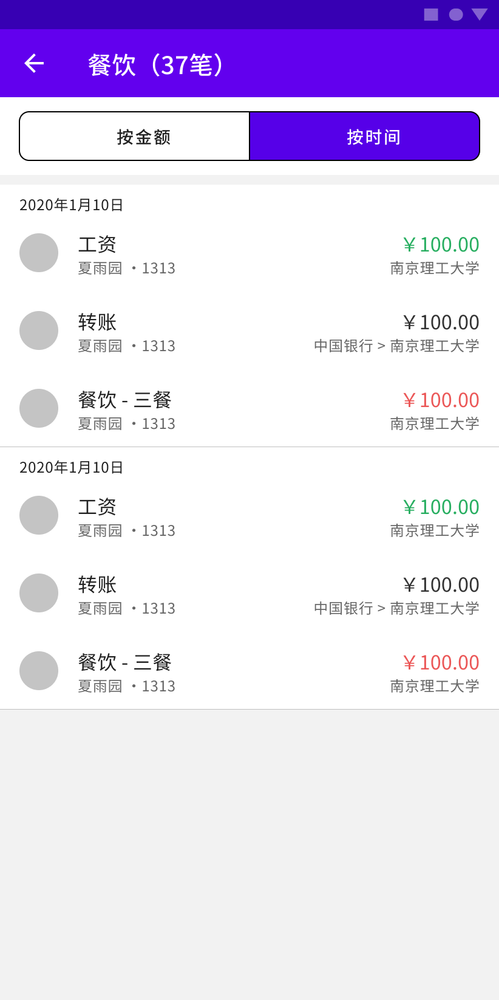 餐饮（37笔）
按金额 按时间
2020年1月10日
工资 ￥100.00
夏雨园 ・1313 南京理工大学
转账 ￥100.00
夏雨园 ・1313 中国银行 > 南京理工大学
餐饮 - 三餐 ￥100.00
夏雨园 ・1313 南京理工大学
2020年1月10日
工资 ￥100.00
夏雨园 ・1313 南京理工大学
转账 ￥100.00
夏雨园 ・1313 中国银行 > 南京理工大学
餐饮 - 三餐 ￥100.00
夏雨园 ・1313 南京理工大学